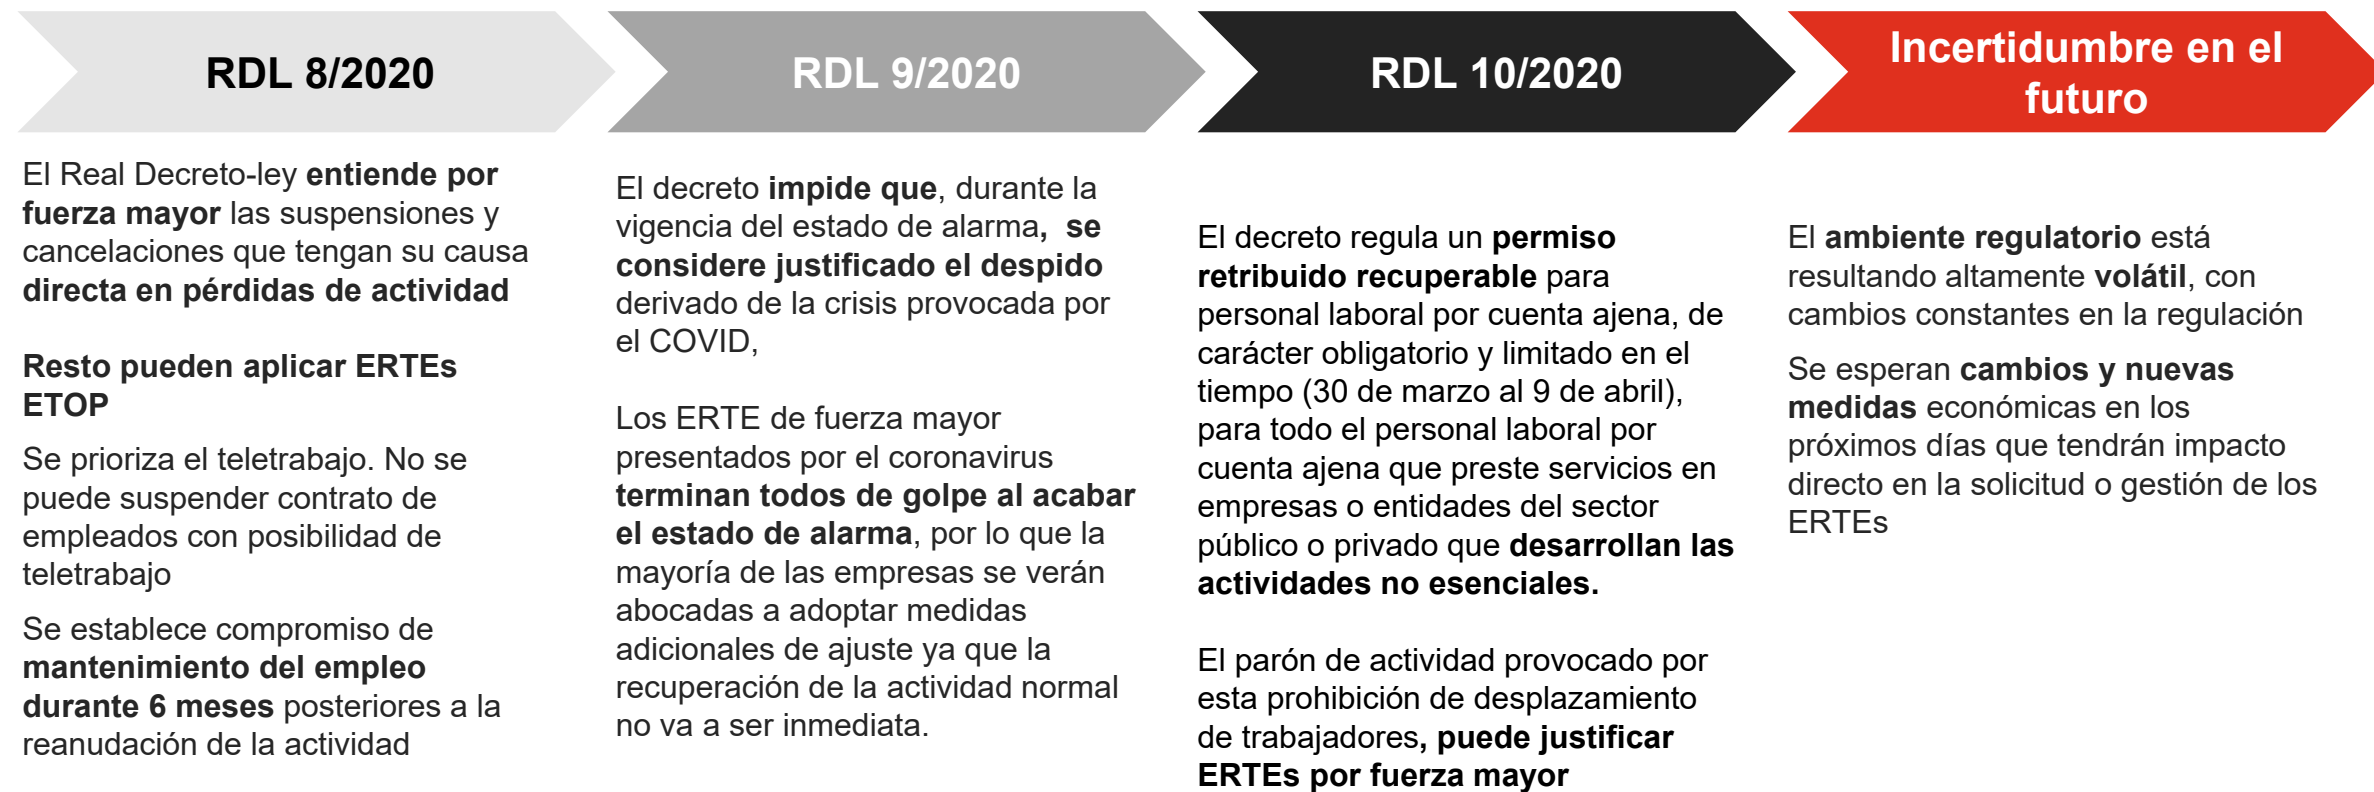 RDL 8/2020
El Real Decreto-ley entiende por
fuerza mayor las suspensiones y
cancelaciones que tengan su causa
directa en pérdidas de actividad
Resto pueden aplicar ERTEs
ETOP
Se prioriza el teletrabajo. No se
puede suspender contrato de
empleados con posibilidad de
teletrabajo
Se establece compromiso de
mantenimiento del empleo
durante 6 meses posteriores a la
reanudación de la actividad
RDL 9/2020
El decreto impide que, durante la
vigencia del estado de alarma,  se
considere justificado el despido
derivado de la crisis provocada por
el COVID,
Los ERTE de fuerza mayor
presentados por el coronavirus
terminan todos de golpe al acabar
el estado de alarma, por lo que la
mayoría de las empresas se verán
abocadas a adoptar medidas
adicionales de ajuste ya que la
recuperación de la actividad normal
no va a ser inmediata.
RDL 10/2020
El decreto regula un permiso
retribuido recuperable para
personal laboral por cuenta ajena, de
carácter obligatorio y limitado en el
tiempo (30 de marzo al 9 de abril),
para todo el personal laboral por
cuenta ajena que preste servicios en
empresas o entidades del sector
público o privado que desarrollan las
actividades no esenciales.
El parón de actividad provocado por
esta prohibición de desplazamiento
de trabajadores, puede justificar
ERTEs por fuerza mayor
Incertidumbre en el
futuro
El ambiente regulatorio está
resultando altamente volátil, con
cambios constantes en la regulación
Se esperan cambios y nuevas
medidas económicas en los
próximos días que tendrán impacto
directo en la solicitud o gestión de los
ERTEs